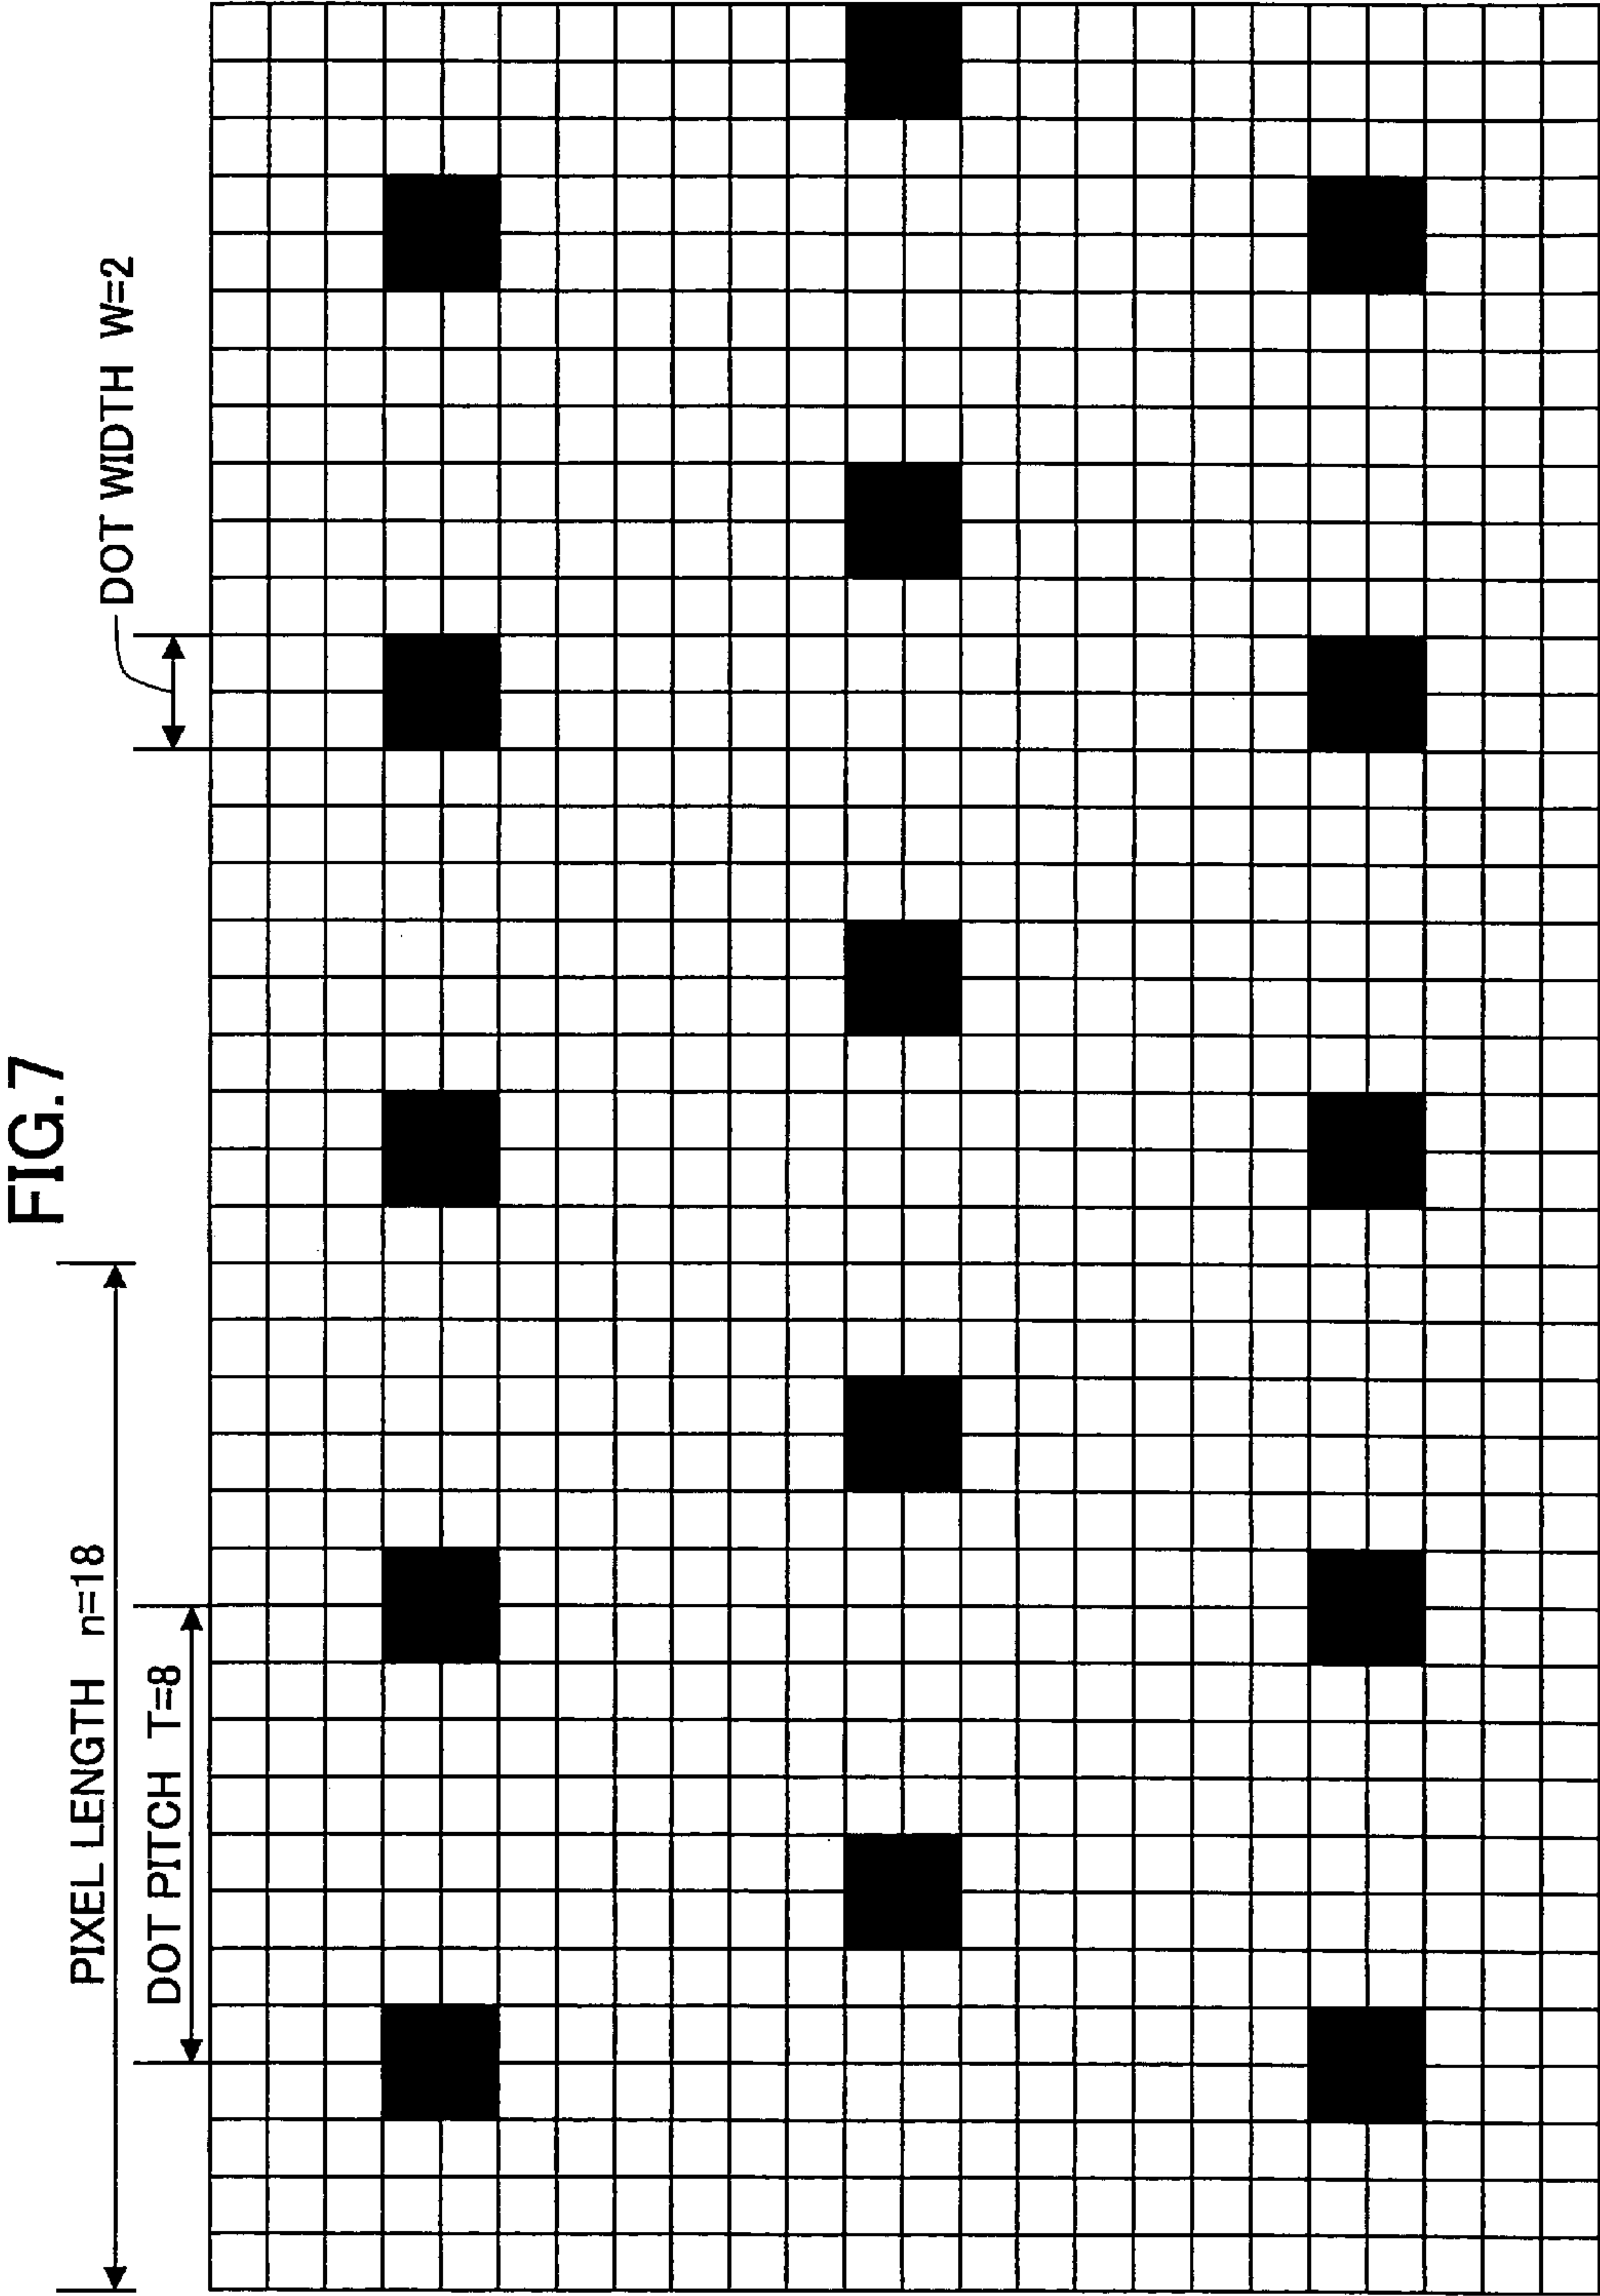 FIG.7
PIXEL LENGTH n=18
DOT PITCH T=8
DOT WIDTH W=2